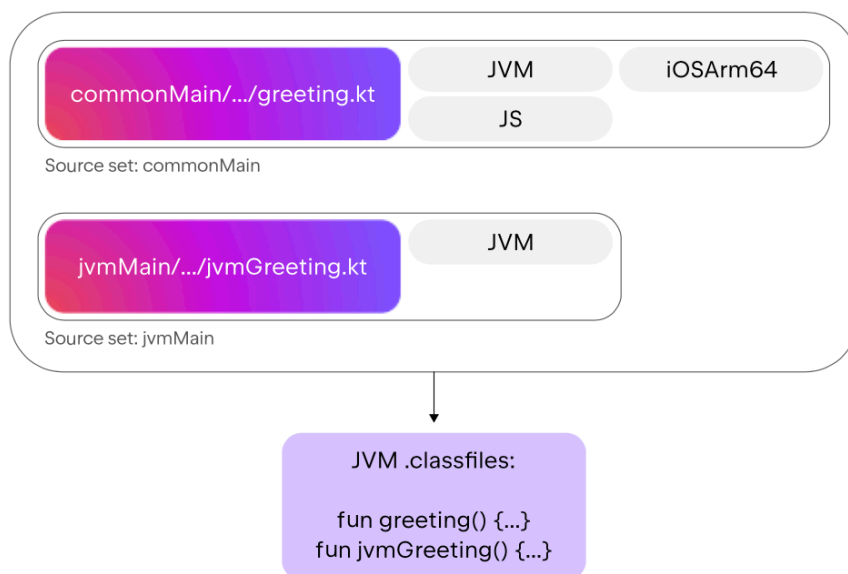 commonMain/.../greeting.kt
JVM
iOSArm64
JS
Source set: commonMain
jvmMain/.../jvmGreeting.kt
JVM
Source set: jvmMain
JVM .classfiles:
fun greeting() {...}
fun jvmGreeting() {...}